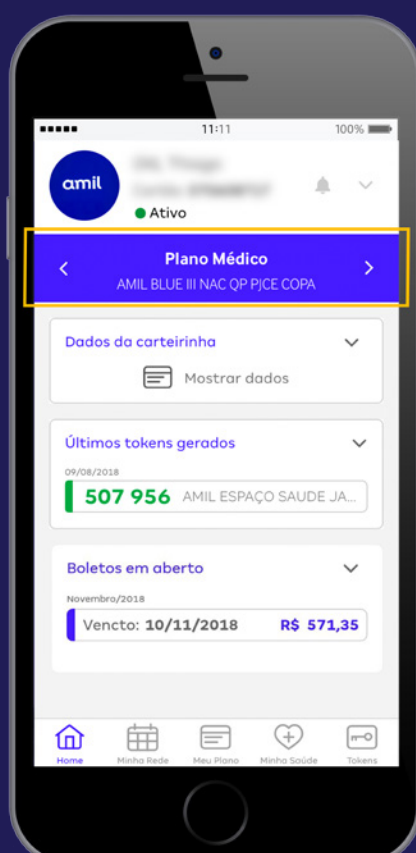 11:11
100%
amil
Ativo
Plano Médico
AMIL BLUE III NAC QP PJCE COPA
Dados da carteirinha
Mostrar dados
Últimos tokens gerados
09/08/2018
507 956 AMIL ESPAÇO SAUDE JA...
Boletos em aberto
Novembro/2018
Vencto: 10/11/2018 R$ 571,35
Home Minha Rede Meu Plano Minha Saúde Tokens